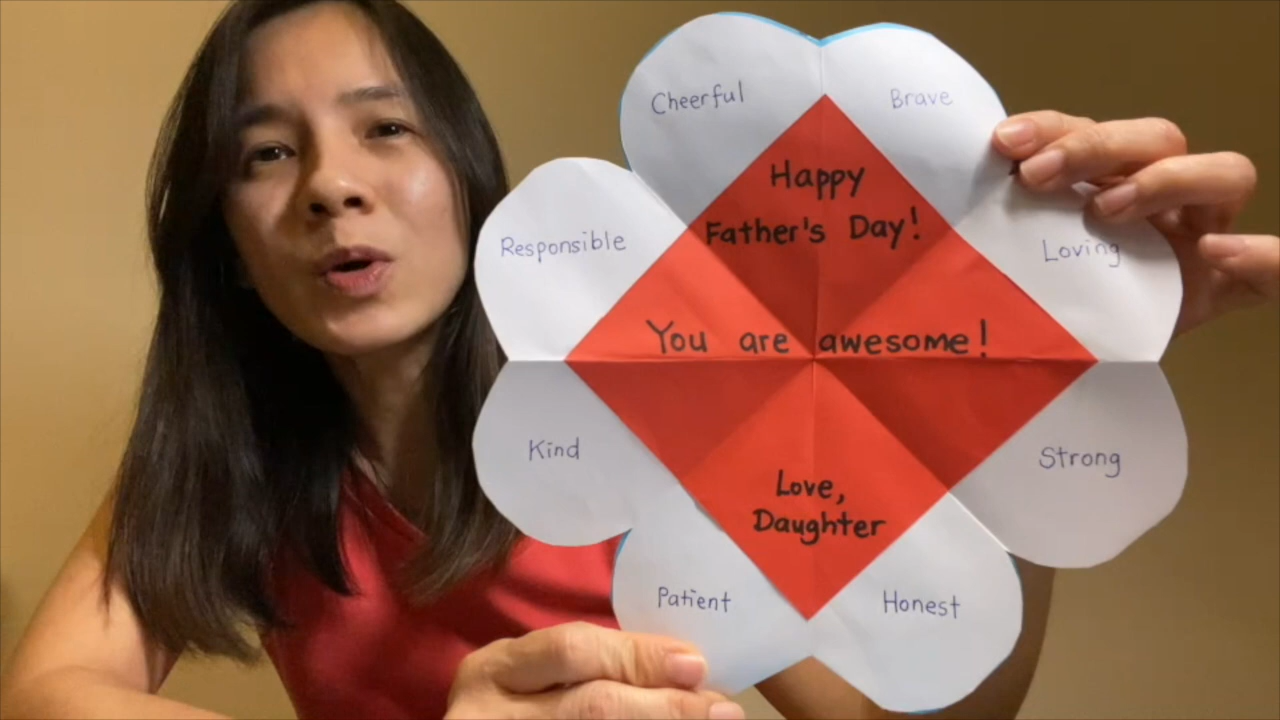 Cheerful
Brave
Happy
Father's Day!
Responsible
Loving
You are awesome!
Kind
Strong
Love,
Daughter
Patient
Honest